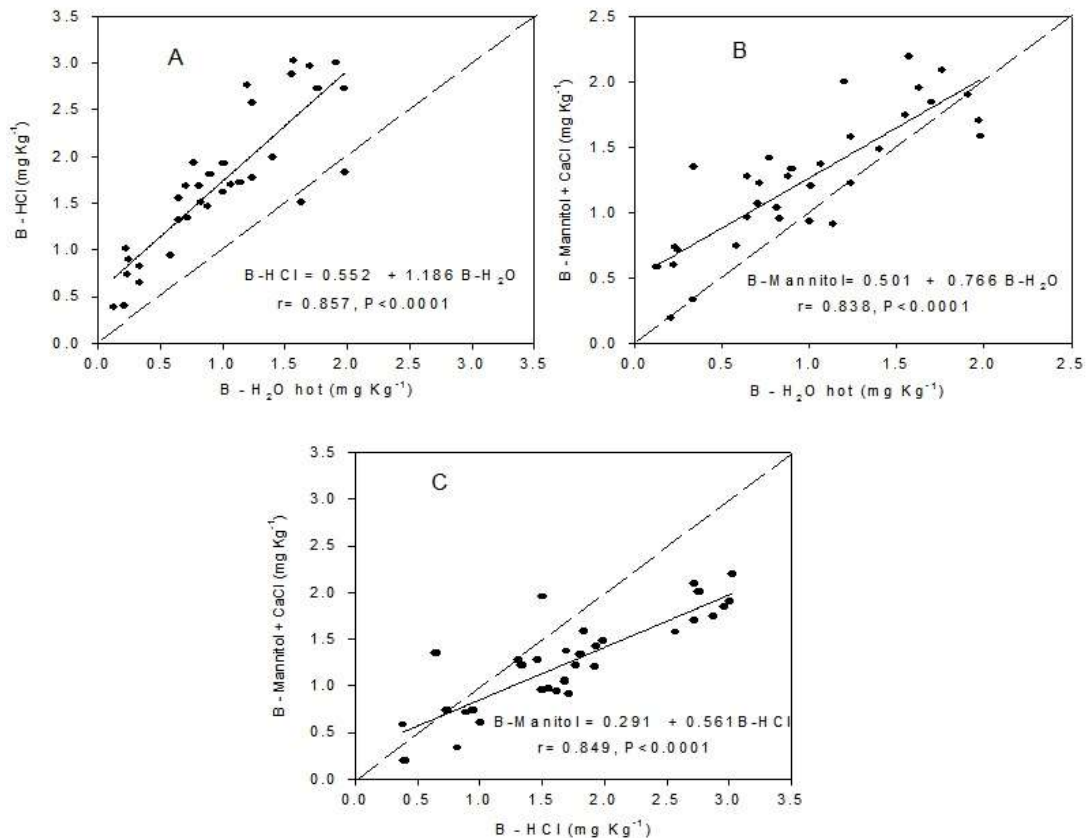 A
3.5
3.0
2.5
2.0
1.5
1.0
0.5
0.0
B - HCl (mg Kg⁻¹)
B-HCl = 0.552 + 1.186 B-H₂O
r= 0.857, P<0.0001
0.0 0.5 1.0 1.5 2.0 2.5 3.0 3.5
B - H₂O hot (mg Kg⁻¹)
B
2.5
2.0
1.5
1.0
0.5
0.0
B - Mannitol + CaCl (mg Kg⁻¹)
B-Mannitol= 0.501 + 0.766 B-H₂O
r= 0.838, P<0.0001
0.0 0.5 1.0 1.5 2.0 2.5
B - H₂O hot (mg Kg⁻¹)
C
3.5
3.0
2.5
2.0
1.5
1.0
0.5
0.0
B -Mannitol + CaCl (mg Kg⁻¹)
B-Manitol = 0.291 + 0.561 B-HCl
r= 0.849, P<0.0001
0.0 0.5 1.0 1.5 2.0 2.5 3.0 3.5
B - HCl (mg Kg⁻¹)